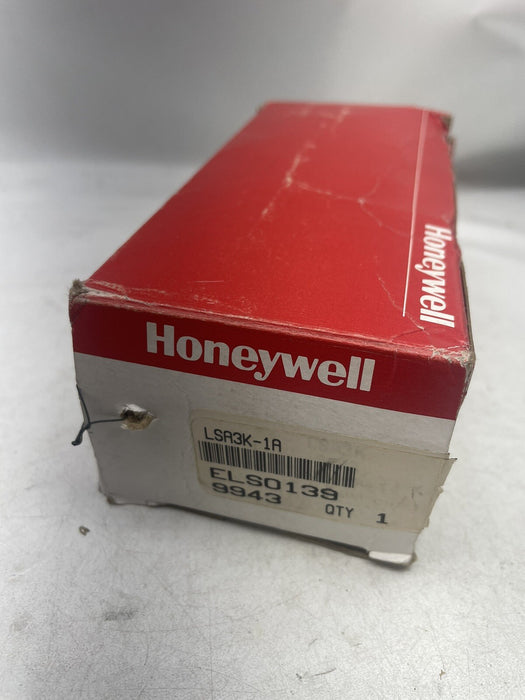 Honeywell
Honeywell
LSA3K-1A
ELS0139
9943 QTY 1